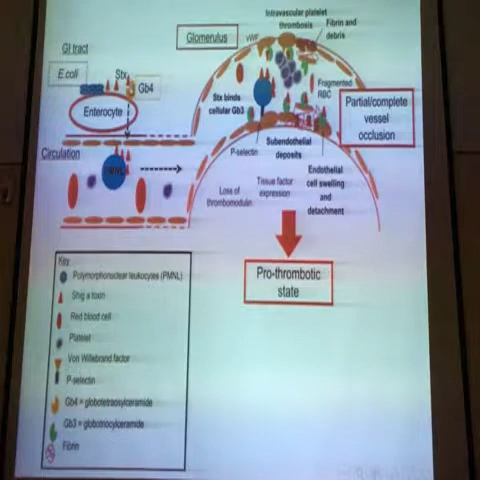 GI tract
E.coli
Stx
Gb4
Enterocyte
Circulation
PMNL
Glomerulus
vWF
Intravascular platelet
thrombosis
Fibrin and
debris
Fragmented
RBC
Stx binds
cellular Gb3
Partial/complete
vessel
occlusion
P-selectin
Subendothelial
deposits
Loss of
thrombomodulin
Tissue factor
expression
Endothelial
cell swelling
and
detachment
Pro-thrombotic
state
Key
Polymorphonuclear leukocytes (PMNL)
Shiga toxin
Red blood cell
Platelet
Von Willebrand factor
P-selectin
Gb4 = globotetraosylceramide
Gb3 = globotriocylceramide
Fibrin